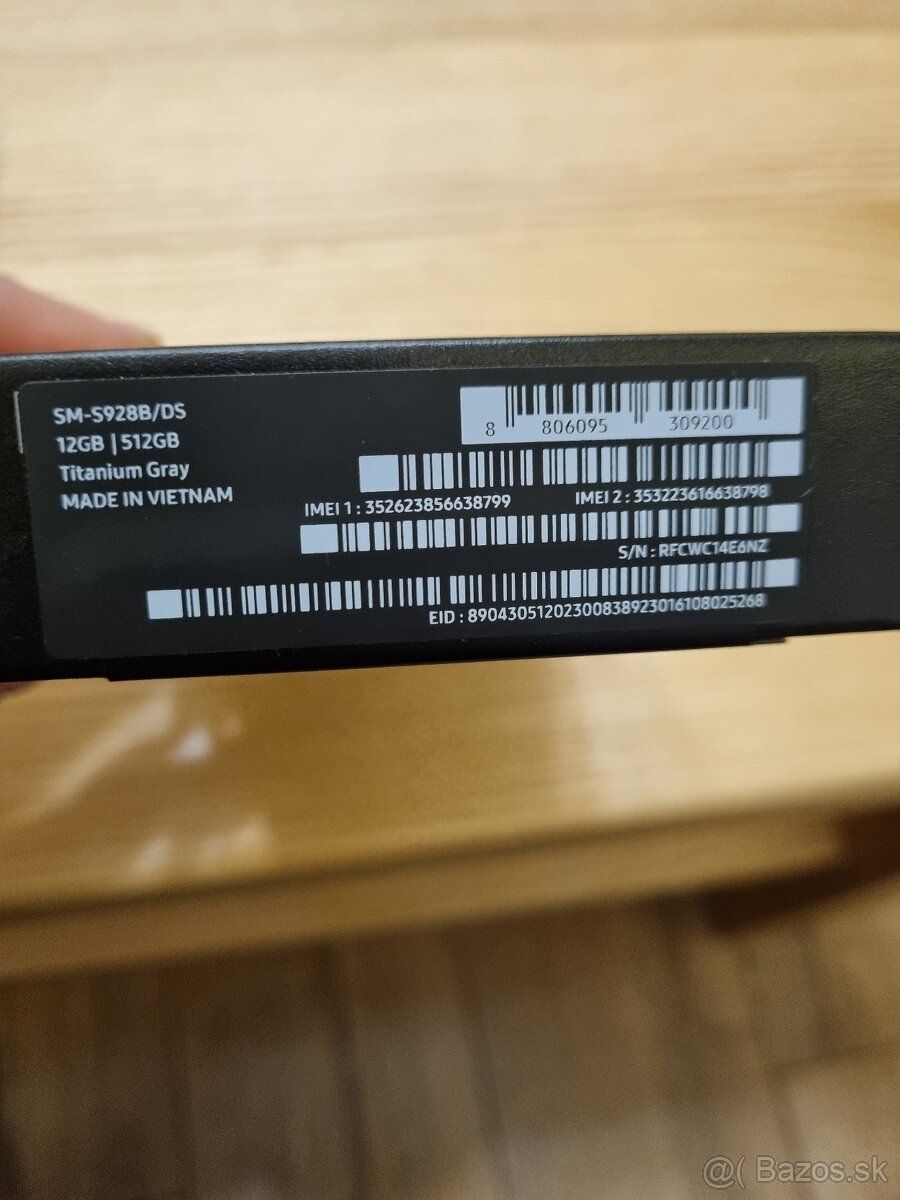 SM-S928B/DS
12GB | 512GB
Titanium Gray
MADE IN VIETNAM
8 806095 309200
IMEI 1 : 352623856638799
IMEI 2 : 353223616638798
S/N : RFCWC14E6NZ
EID : 89043051202300838923016108025268
@( Bazos.sk